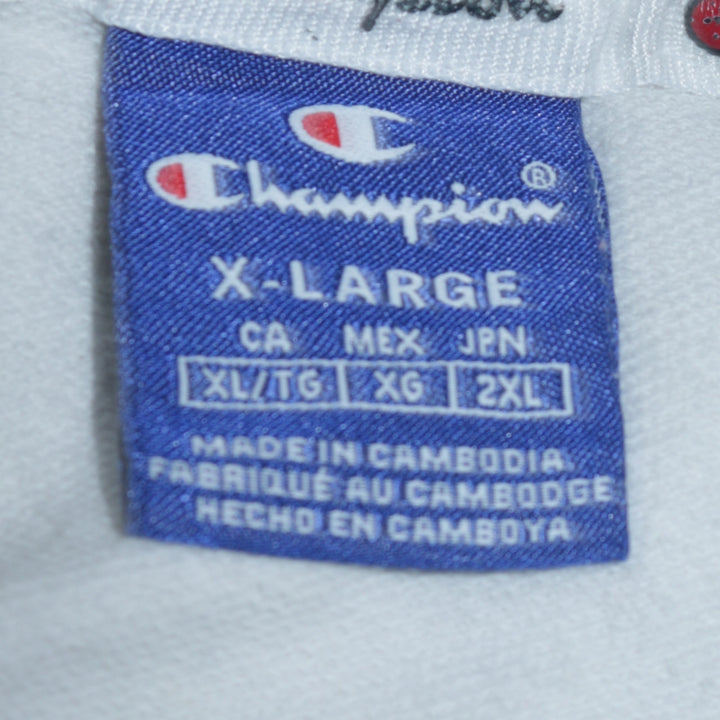 Champion®
X-LARGE
CA MEX JPN
XL/TG XG 2XL
MADE IN CAMBODIA
FABRIQUÉ AU CAMBODGE
HECHO EN CAMBOYA